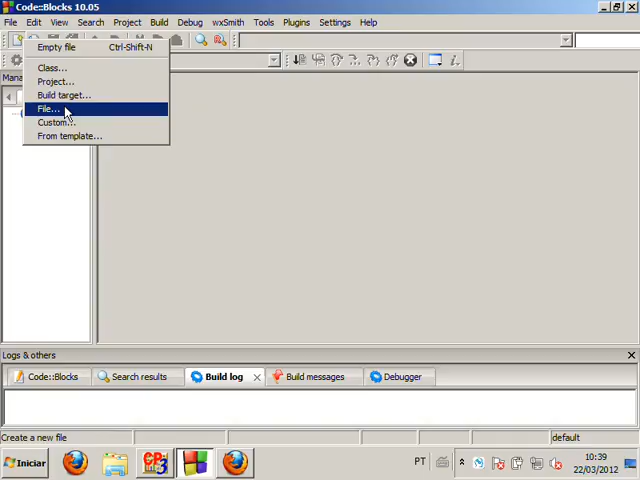 Code::Blocks 10.05
File Edit View Search Project Build Debug wxSmith Tools Plugins Settings Help
Empty file Ctrl-Shift-N
Class...
Project...
Build target...
File...
Custom...
From template...
Mana
Logs & others
Code::Blocks Search results Build log Build messages Debugger
Create a new file default
Iniciar PT 10:39
22/03/2012